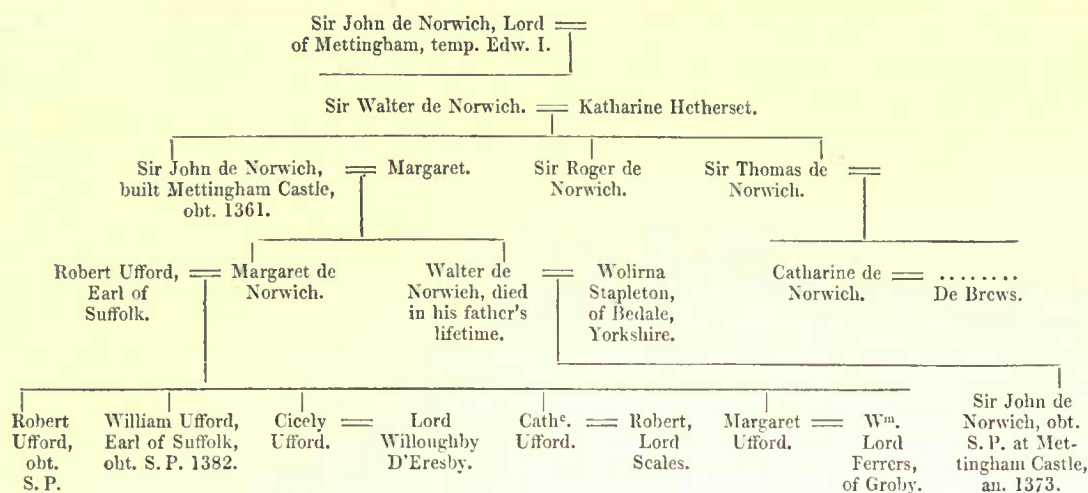 Sir John de Norwich, Lord
of Mettingham, temp. Edw. I.
Sir Walter de Norwich. Katharine Hetherset.
Sir John de Norwich,
built Mettingham Castle,
obt. 1361.
Margaret.
Sir Roger de
Norwich.
Sir Thomas de
Norwich.
Robert Ufford,
Earl of
Suffolk.
Margaret de
Norwich.
Walter de
Norwich, died
in his father's
lifetime.
Wolirna
Stapleton,
of Bedale,
Yorkshire.
Catharine de
Norwich.
........
De Brews.
Robert
Ufford,
obt.
S. P.
William Ufford,
Earl of Suffolk,
obt. S. P. 1382.
Cicely
Ufford.
Lord
Willoughby
D'Eresby.
Cathe.
Ufford.
Robert,
Lord
Scales.
Margaret
Ufford.
Wm.
Lord
Ferrers,
of Groby.
Sir John de
Norwich, obt.
S. P. at Met-
tingham Castle,
an. 1373.